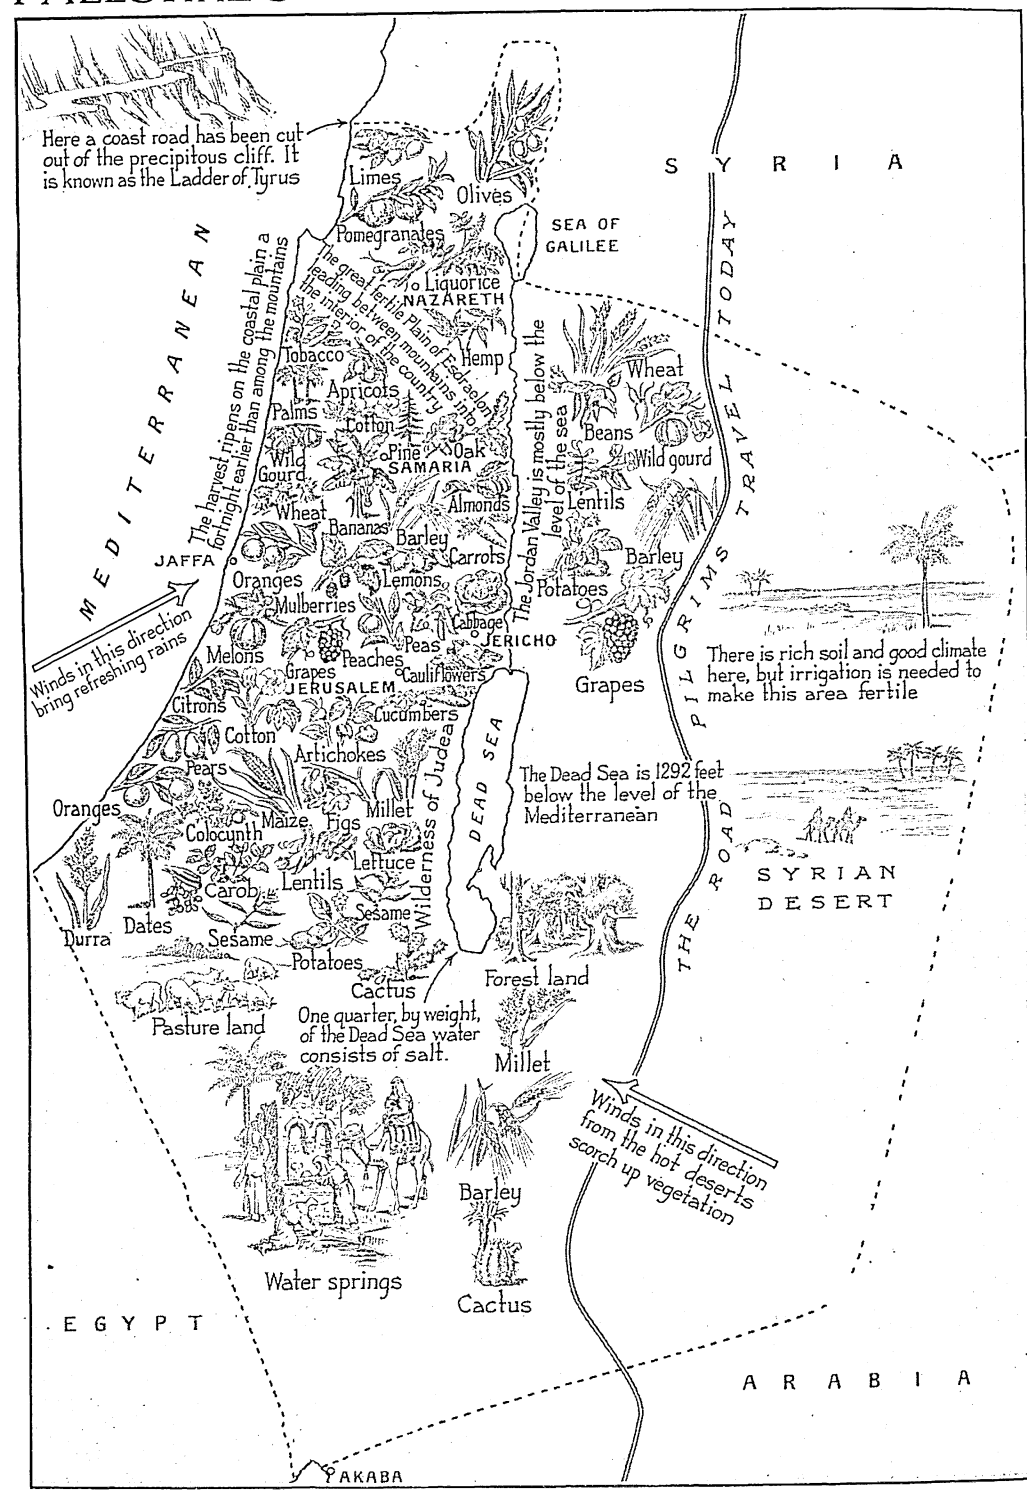 Here a coast road has been cut
out of the precipitous cliff. It
is known as the Ladder of Tyrus
SYRIA
Limes
Olives
Pomegranates
SEA OF
GALILEE
MEDITERRANEAN
The harvest ripens on the coastal plain a
fortnight earlier than among the mountains
The great fertile Plain of Esdraelon
leading between mountains into
the interior of the country
Liquorice
NAZARETH
Hemp
Tobacco
Apricots
Palms
Cotton
Pine
Oak
SAMARIA
Wild
Gourd
Almonds
Wheat
Bananas
Barley
Carrots
The Jordan Valley is mostly below the
level of the sea
Wheat
Beans
Wild gourd
Lentils
Barley
Potatoes
Grapes
THE ROAD PILGRIMS TRAVEL TODAY
JAFFA
Winds in this direction
bring refreshing rains
Oranges
Lemons
Mulberries
Cabbage
JERICHO
Melons
Grapes
Peaches
Peas
Cauliflowers
JERUSALEM
Citrons
Cucumbers
Cotton
Artichokes
Pears
Oranges
Colocynth
Maize
Figs
Millet
Lettuce
Wilderness of Judea
DEAD SEA
The Dead Sea is 1292 feet
below the level of the
Mediterranean
There is rich soil and good climate
here, but irrigation is needed to
make this area fertile
SYRIAN
DESERT
Durra
Dates
Carob
Lentils
Sesame
Sesame
Potatoes
Cactus
Forest land
Pasture land
One quarter, by weight,
of the Dead Sea water
consists of salt.
Millet
Winds in this direction
from the hot deserts
scorch up vegetation
Barley
Water springs
Cactus
EGYPT
ARABIA
AKABA